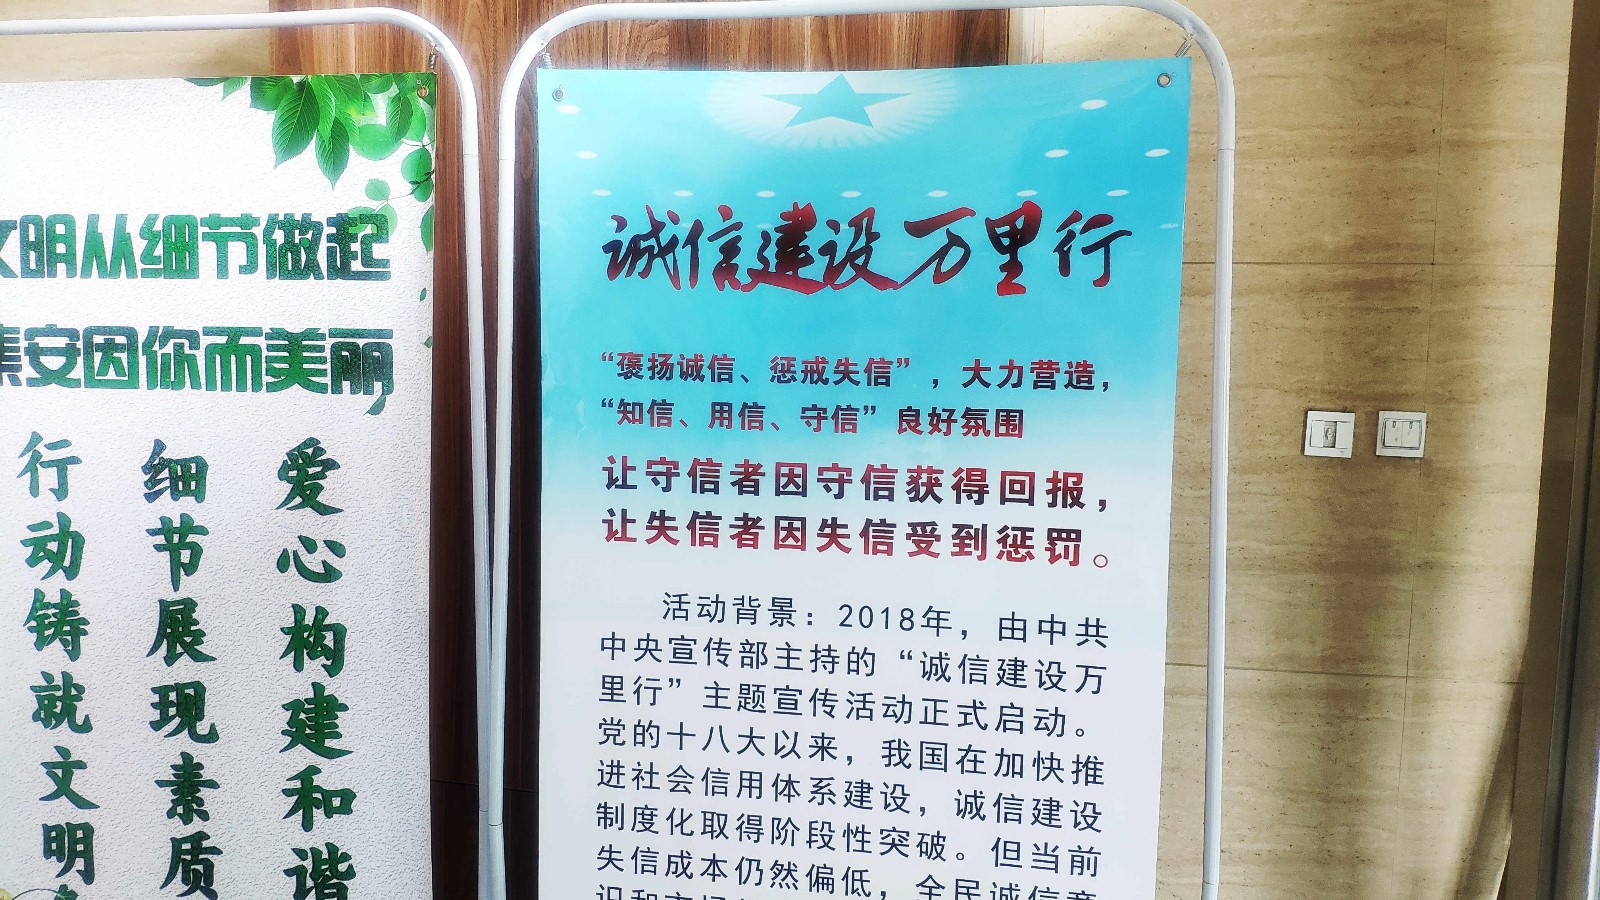 文明从细节做起
集安因你而美丽
爱心构建和谐
细节展现素质
行动铸就文明
诚信建设万里行
“褒扬诚信、惩戒失信”，大力营造，
“知信、用信、守信”良好氛围
让守信者因守信获得回报，
让失信者因失信受到惩罚。
活动背景：2018年，由中共
中央宣传部主持的“诚信建设万
里行”主题宣传活动正式启动。
党的十八大以来，我国在加快推
进社会信用体系建设，诚信建设
制度化取得阶段性突破。但当前
失信成本仍然偏低，全民诚信意